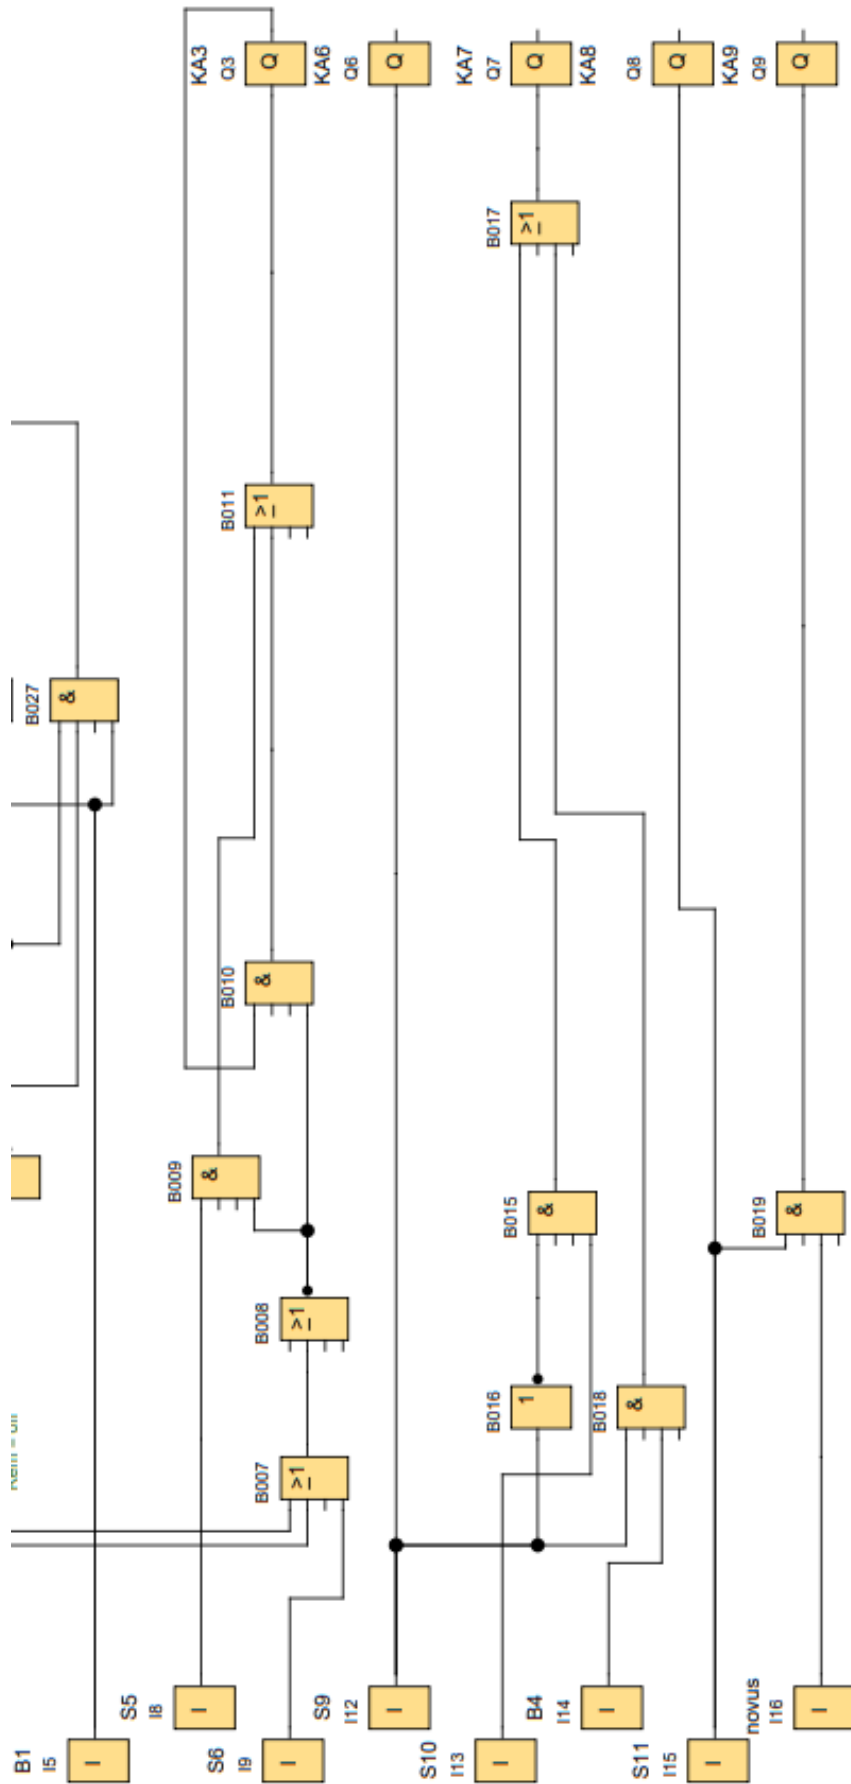 B1
I5
I
B027
&
S5
I8
I
B009
&
KA3
Q3
Q
S6
I9
I
B007
≥1
B008
≥1
B010
&
B011
≥1
S9
I12
I
KA6
Q6
Q
S10
I13
I
B016
1
B015
&
B017
≥1
KA7
Q7
Q
B4
I14
I
B018
&
KA8
Q8
Q
S11
I15
I
KA9
Q9
Q
novus
I16
I
B019
&